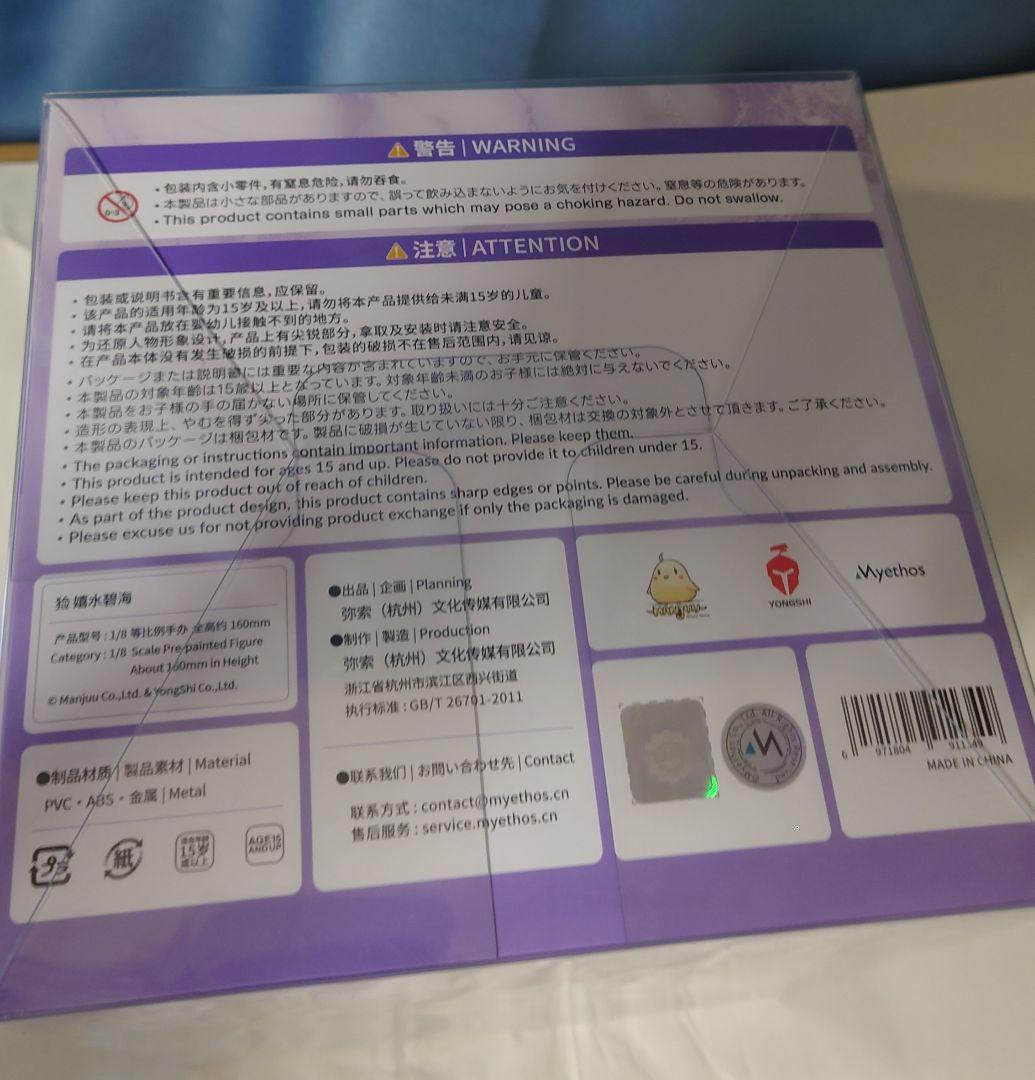 警告 | WARNING
・包装内含小零件，有窒息危险，请勿吞食。
・本製品は小さな部品がありますので、誤って飲み込まないようにお気を付けください。窒息等の危険があります。
・This product contains small parts which may pose a choking hazard. Do not swallow.
注意 | ATTENTION
・包装或说明书含有重要信息，应保留。
・该产品的适用年龄为15岁及以上，请勿将本产品提供给未满15岁的儿童。
・请将本产品放在婴幼儿接触不到的地方。
・为还原人物形象设计，产品上有尖锐部分，拿取及安装时请注意安全。
・在产品本体没有发生破损的前提下，包装的破损不在售后范围内，请见谅。
・パッケージまたは説明書には重要な内容が含まれていますので、お手元に保管ください。
・本製品の対象年齢は15歳以上となっています。対象年齢未満のお子様には絶対に与えないでください。
・本製品をお子様の手の届かない場所に保管してください。
・造形の表現上、やむを得ず尖った部分があります。取り扱いには十分ご注意ください。
・本製品のパッケージは梱包材です。製品に破損が生じていない限り、梱包材は交換の対象外とさせて頂きます。ご了承ください。
・The packaging or instructions contain important information. Please keep them.
・This product is intended for ages 15 and up. Please do not provide it to children under 15.
・Please keep this product out of reach of children.
・As part of the product design, this product contains sharp edges or points. Please be careful during unpacking and assembly.
・Please excuse us for not providing product exchange if only the packaging is damaged.
猃 嬉水碧海
产品型号 : 1/8 等比例手办 全高约 160mm
Category : 1/8 Scale Pre-painted Figure
About 160mm in Height
© Manjuu Co.,Ltd. & YongShi Co.,Ltd.
●制品材质 | 製品素材 | Material
PVC・ABS・金属 | Metal
紙
15岁
以上
AGE15
ANDUP
●出品 | 企画 | Planning
弥索（杭州）文化传媒有限公司
●制作 | 製造 | Production
弥索（杭州）文化传媒有限公司
浙江省杭州市滨江区西兴街道
执行标准 : GB/T 26701-2011
●联系我们 | お問い合わせ先 | Contact
联系方式 : contact@myethos.cn
售后服务 : service.myethos.cn
manjuu
YONGSHI
Myethos
6 971804 911349
MADE IN CHINA